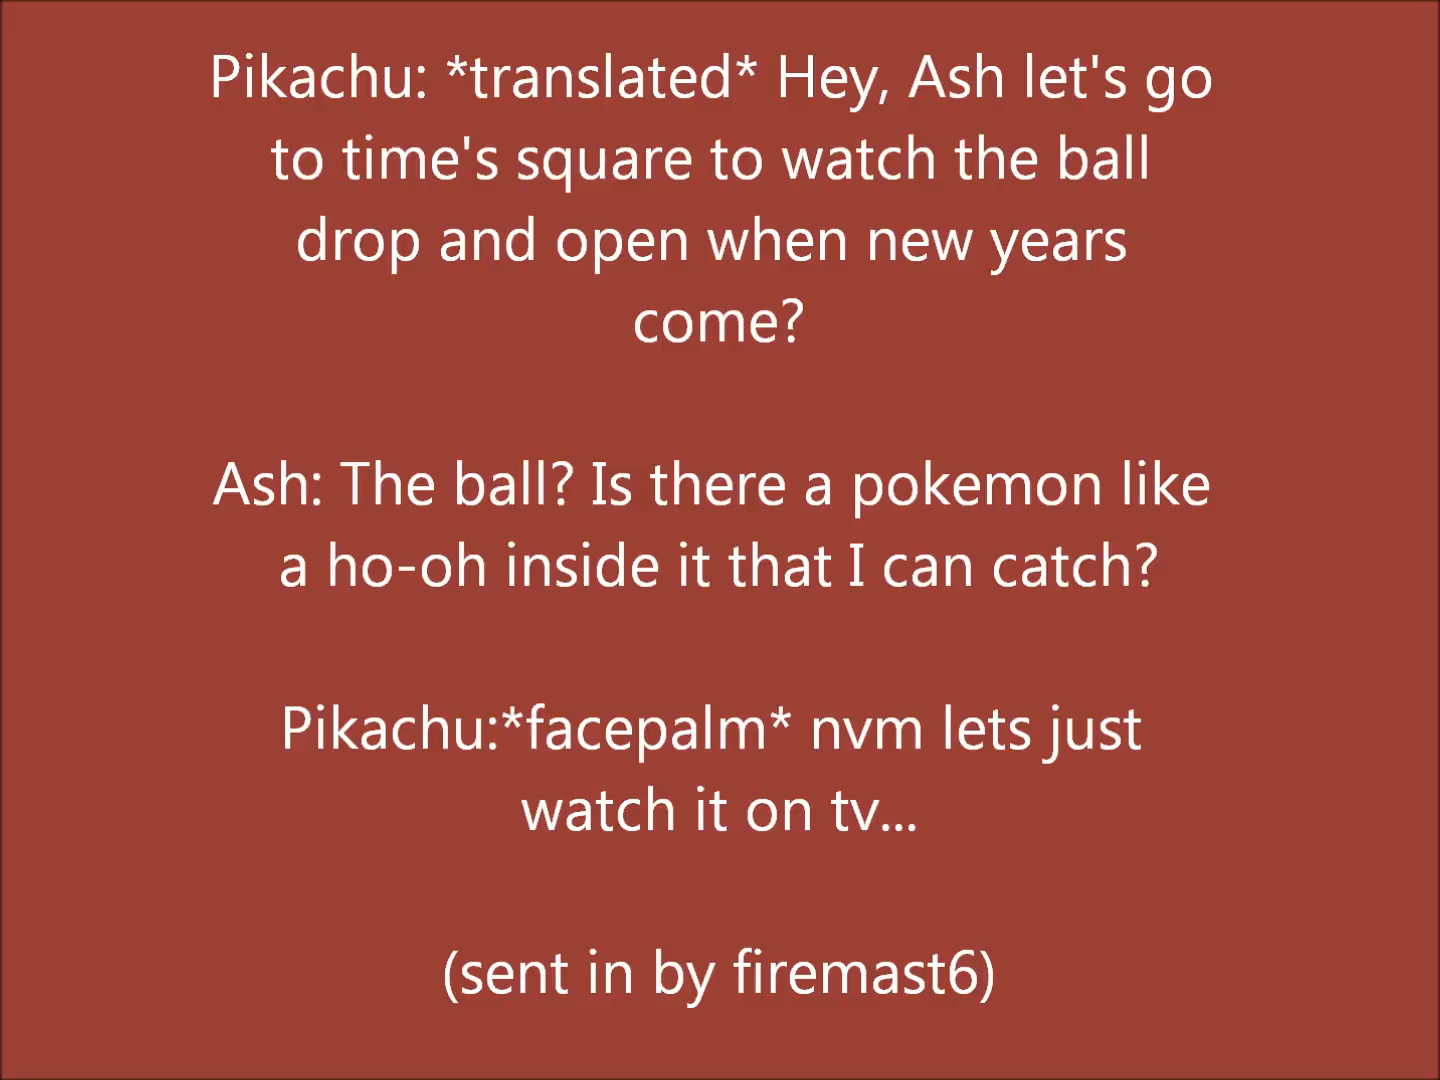 Pikachu: *translated* Hey, Ash let's go
to time's square to watch the ball
drop and open when new years
come?
Ash: The ball? Is there a pokemon like
a ho-oh inside it that I can catch?
Pikachu:*facepalm* nvm lets just
watch it on tv...
(sent in by firemast6)